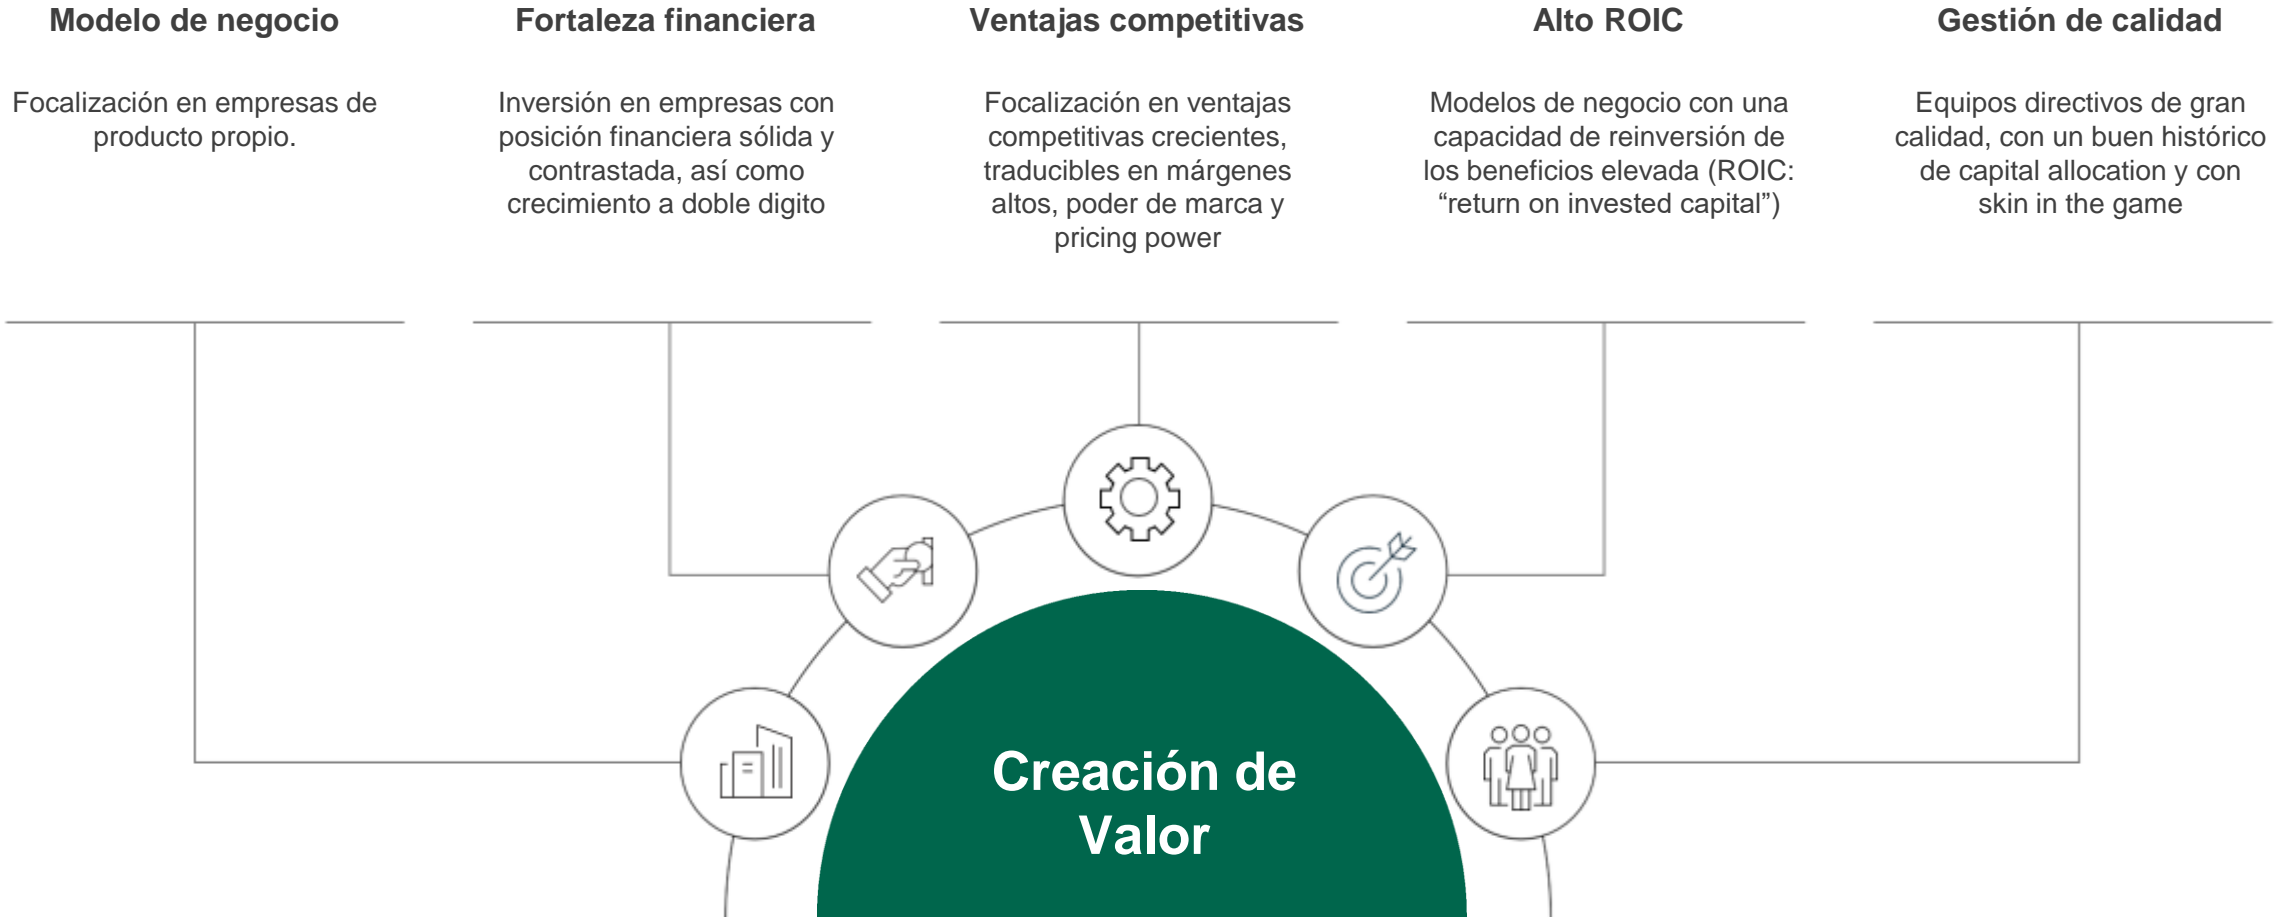 Modelo de negocio
Focalización en empresas de
producto propio.
Fortaleza financiera
Inversión en empresas con
posición financiera sólida y
contrastada, así como
crecimiento a doble digito
Ventajas competitivas
Focalización en ventajas
competitivas crecientes,
traducibles en márgenes
altos, poder de marca y
pricing power
Alto ROIC
Modelos de negocio con una
capacidad de reinversión de
los beneficios elevada (ROIC:
“return on invested capital”)
Gestión de calidad
Equipos directivos de gran
calidad, con un buen histórico
de capital allocation y con
skin in the game
Creación de
Valor